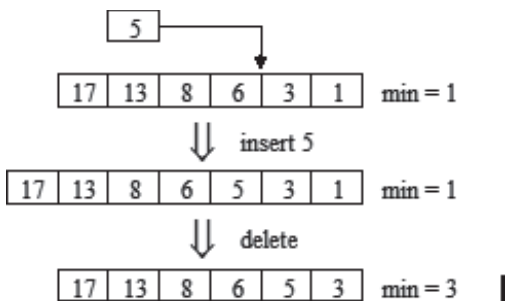 5
17 13 8 6 3 1 min = 1
insert 5
17 13 8 6 5 3 1 min = 1
delete
17 13 8 6 5 3 min = 3